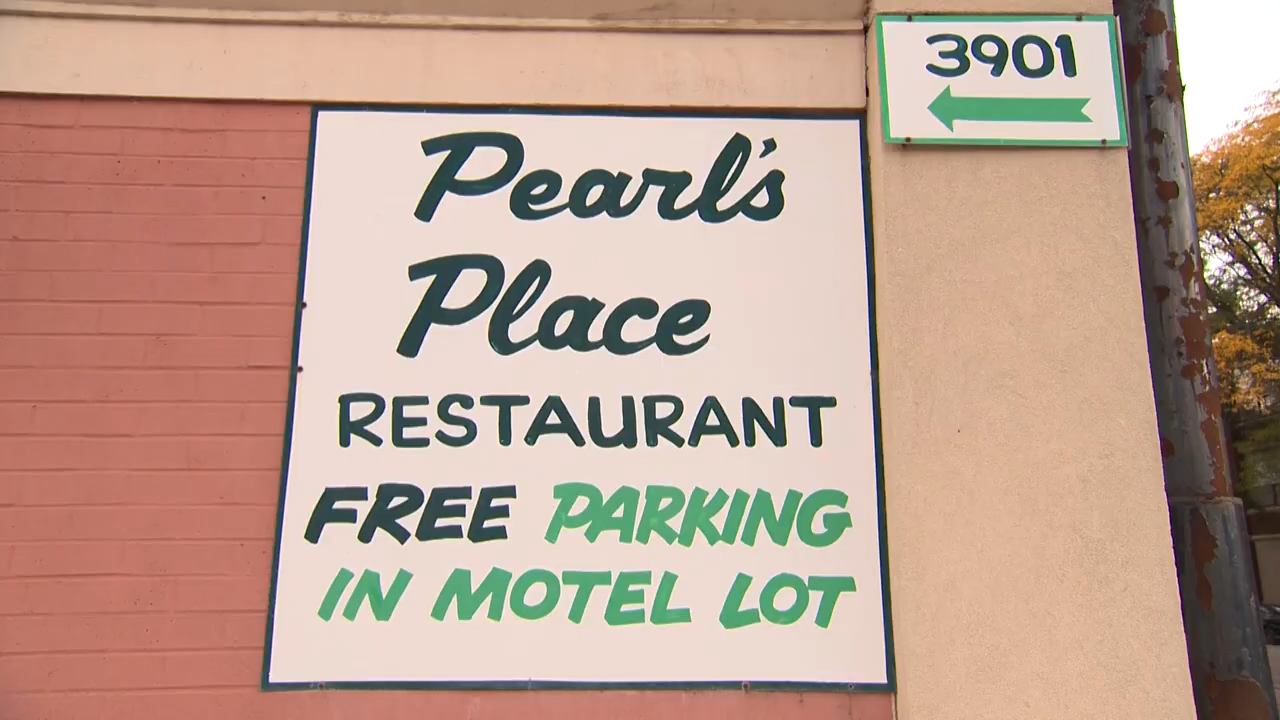 Pearl's
Place
RESTAURANT
FREE PARKING
IN MOTEL LOT
3901